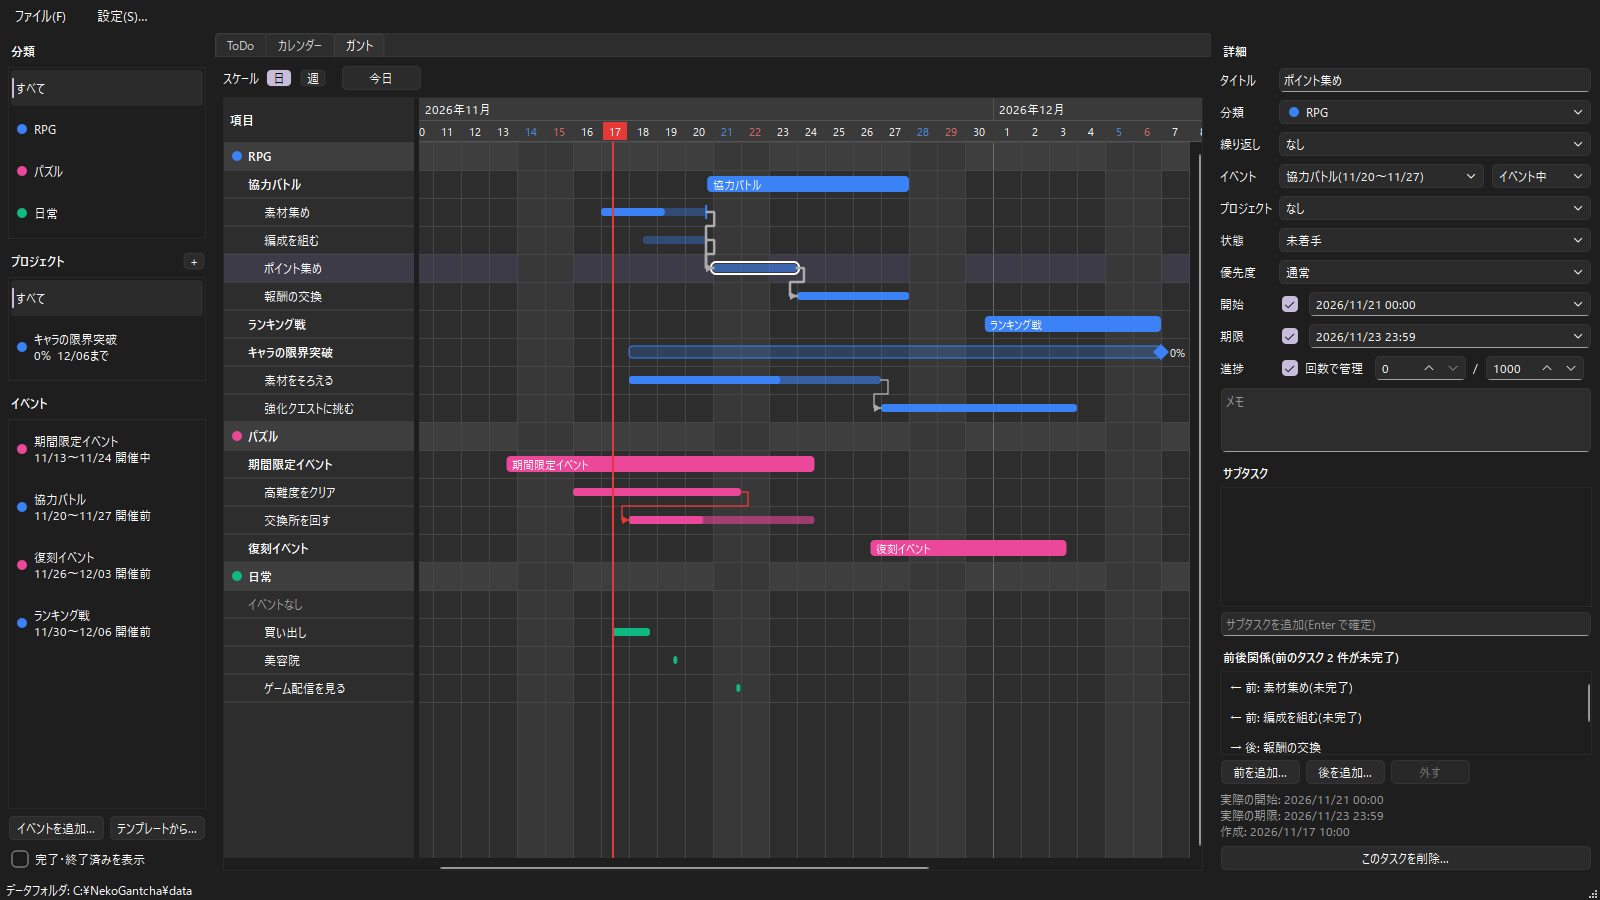 ファイル(F) 設定(S)...
分類
すべて
RPG
パズル
日常
プロジェクト +
すべて
キャラの限界突破
0% 12/06まで
イベント
期間限定イベント
11/13～11/24 開催中
協力バトル
11/20～11/27 開催前
復刻イベント
11/26～12/03 開催前
ランキング戦
11/30～12/06 開催前
イベントを追加... テンプレートから...
完了・終了済みを表示
データフォルダ: C:¥NekoGantcha¥data
ToDo カレンダー ガント
スケール 日 週 今日
項目
2026年11月 2026年12月
0 11 12 13 14 15 16 17 18 19 20 21 22 23 24 25 26 27 28 29 30 1 2 3 4 5 6 7
RPG
協力バトル 協力バトル
素材集め
編成を組む
ポイント集め
報酬の交換
ランキング戦 ランキング戦
キャラの限界突破 0%
素材をそろえる
強化クエストに挑む
パズル
期間限定イベント 期間限定イベント
高難度をクリア
交換所を回す
復刻イベント 復刻イベント
日常
イベントなし
買い出し
美容院
ゲーム配信を見る
詳細
タイトル ポイント集め
分類 RPG
繰り返し なし
イベント 協力バトル(11/20～11/27) イベント中
プロジェクト なし
状態 未着手
優先度 通常
開始 2026/11/21 00:00
期限 2026/11/23 23:59
進捗 回数で管理 0 / 1000
メモ
サブタスク
サブタスクを追加(Enter で確定)
前後関係(前のタスク 2 件が未完了)
← 前: 素材集め(未完了)
← 前: 編成を組む(未完了)
→ 後: 報酬の交換
前を追加... 後を追加... 外す
実際の開始: 2026/11/21 00:00
実際の期限: 2026/11/23 23:59
作成: 2026/11/17 10:00
このタスクを削除...